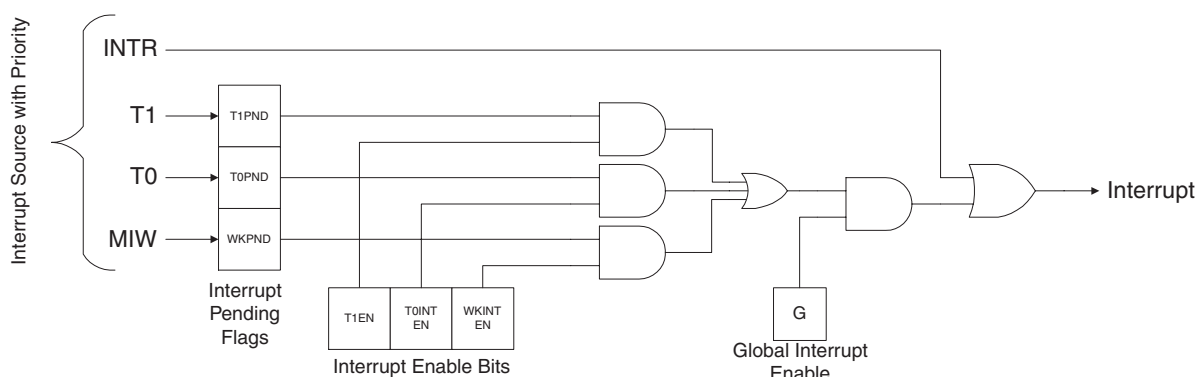 Interrupt Source with Priority
INTR
T1
T0
MIW
T1PND
T0PND
WKPND
Interrupt
Pending
Flags
T1EN
T0INT
EN
WKINT
EN
Interrupt Enable Bits
G
Global Interrupt
Enable
Interrupt